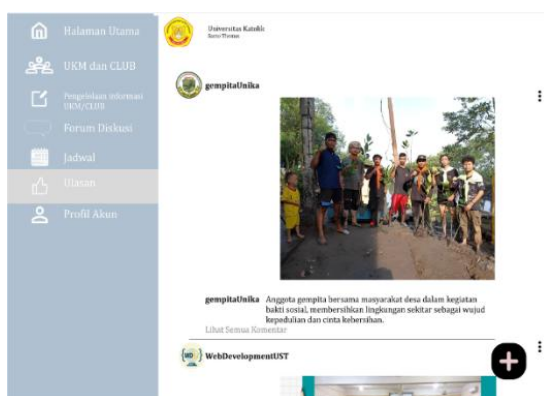 Halaman Utama
UKM dan CLUB
Pengelolaan informasi
UKM/CLUB
Forum Diskusi
Jadwal
Ulasan
Profil Akun
Universitas Katolik
Santo Thomas
gempitaUnika
gempitaUnika Anggota gempita bersama masyarakat desa dalam kegiatan
bakti sosial, membersihkan lingkungan sekitar sebagai wujud
kepedulian dan cinta kebersihan.
Lihat Semua Komentar
WebDevelopmentUST